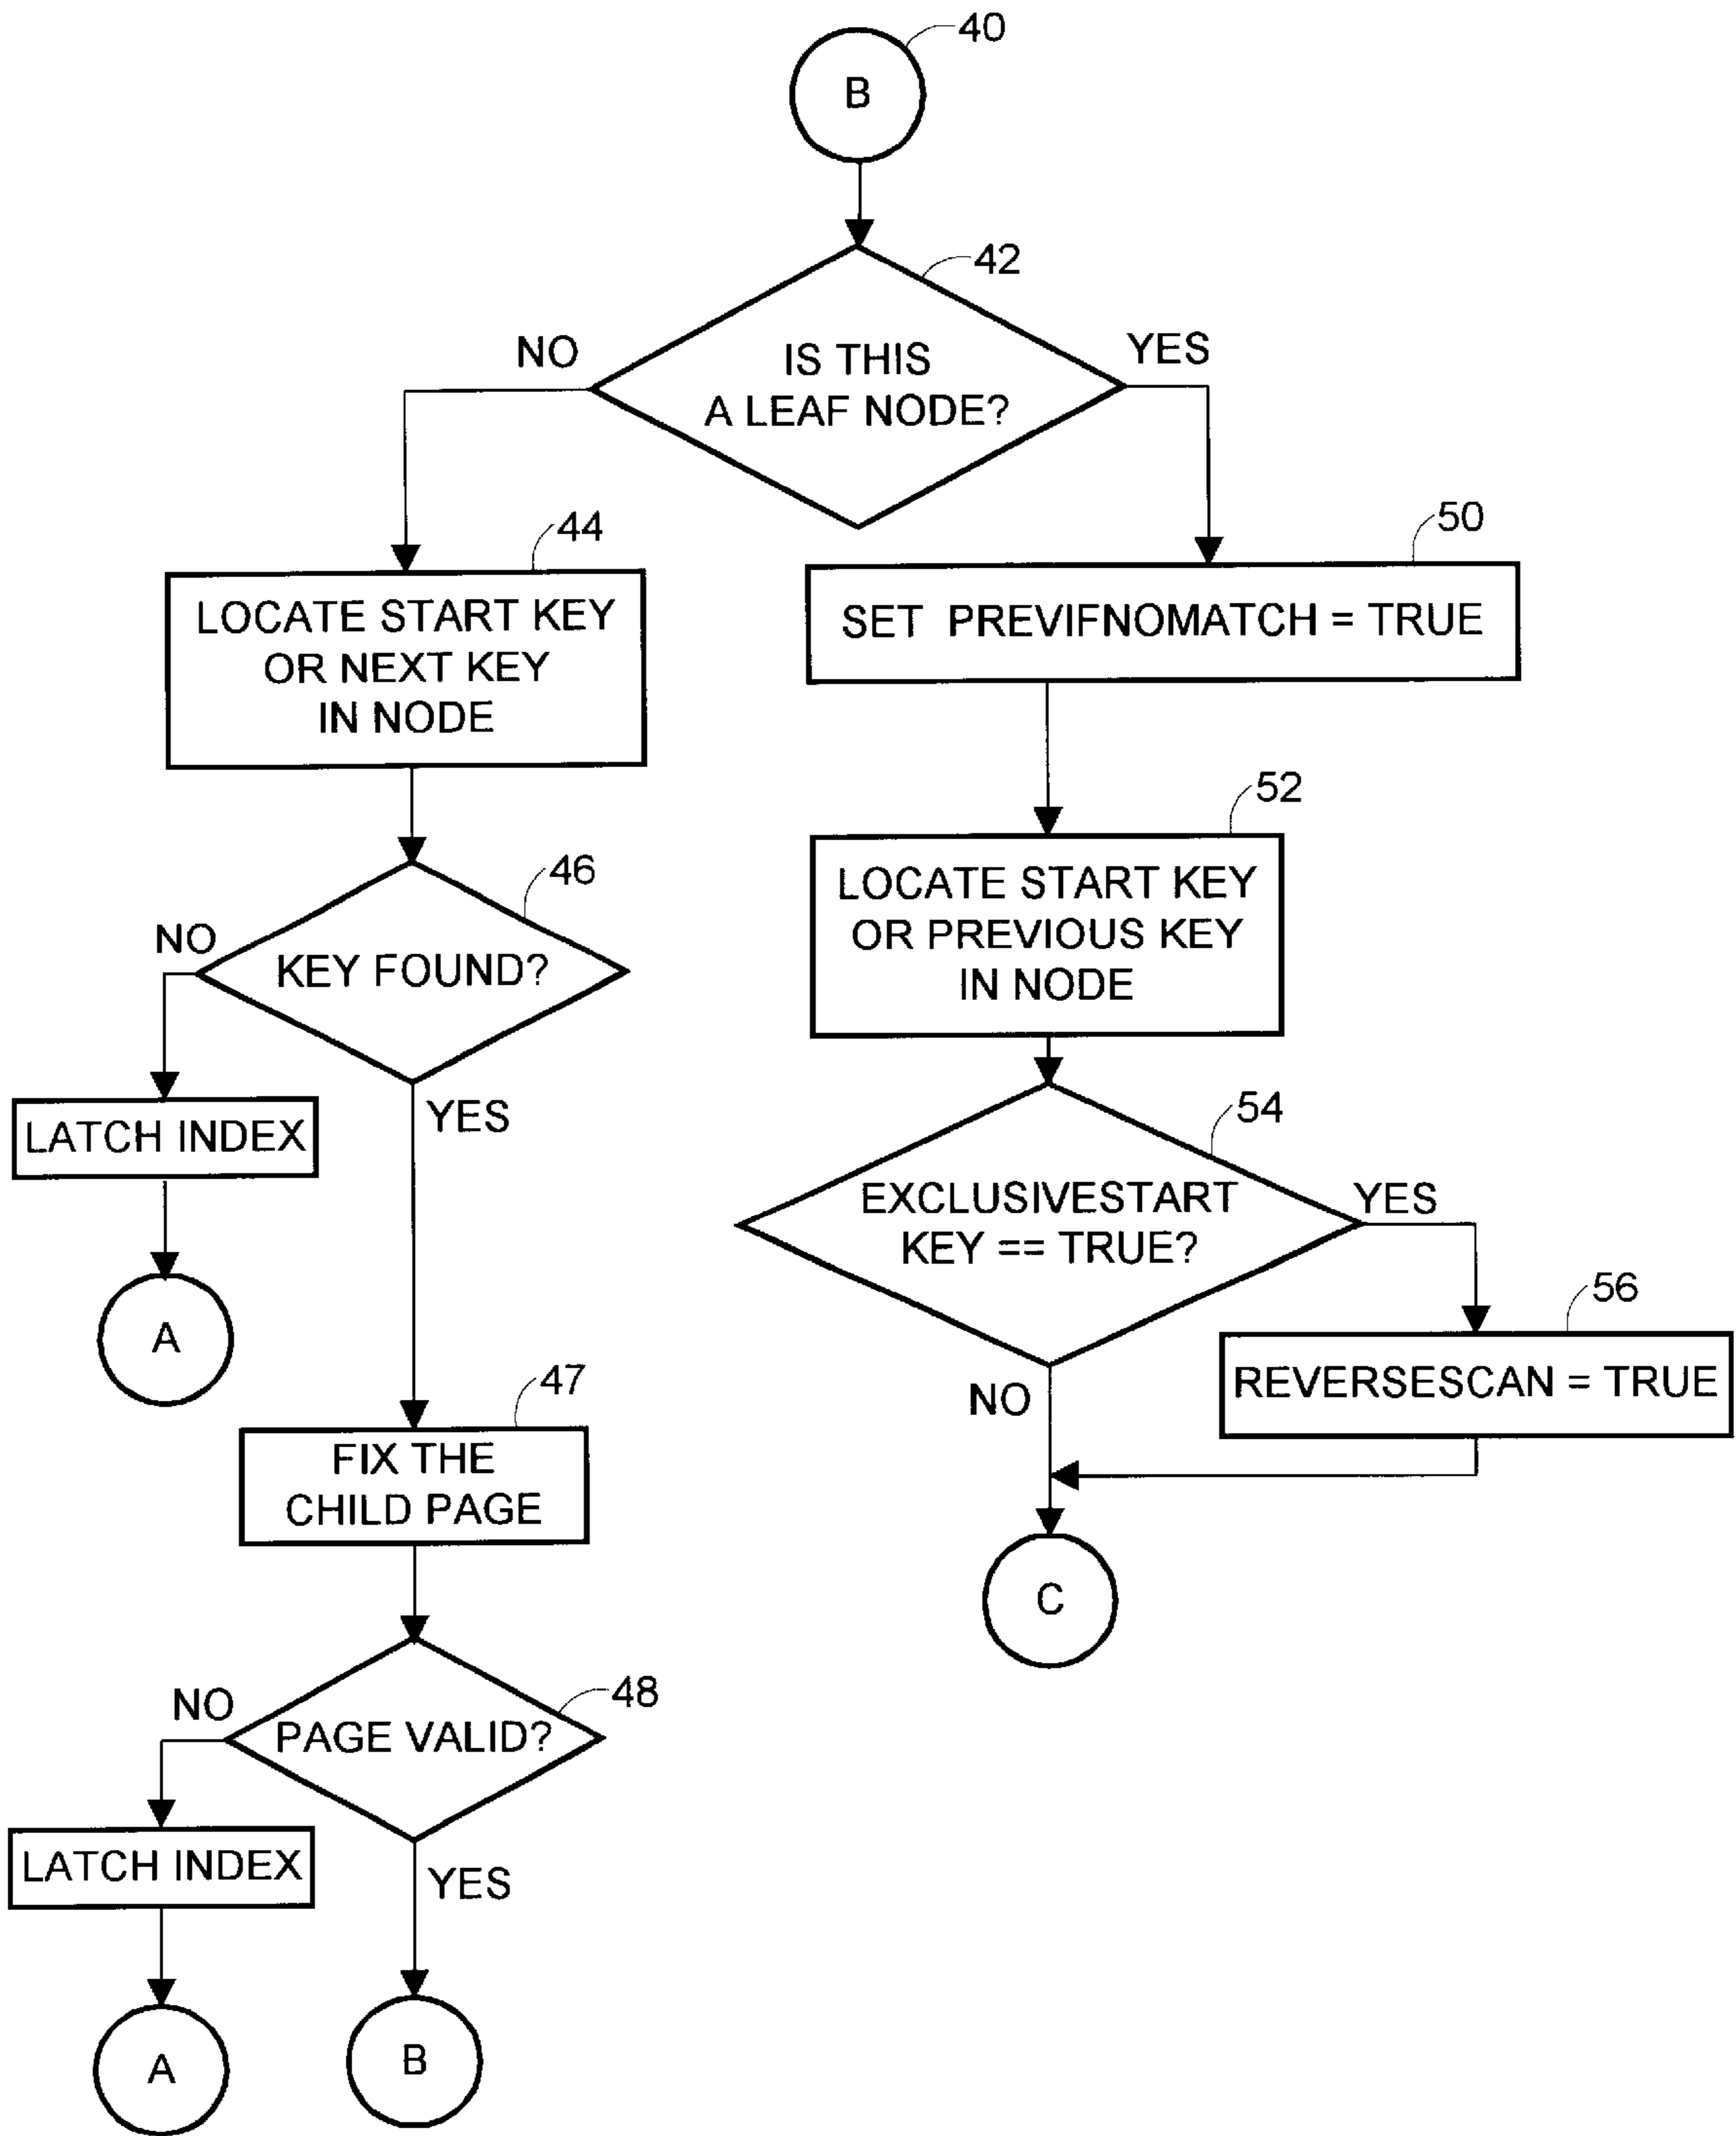 40
B
42
NO
YES
IS THIS
A LEAF NODE?
44
50
LOCATE START KEY
OR NEXT KEY
IN NODE
SET PREVIFNOMATCH = TRUE
52
46
LOCATE START KEY
OR PREVIOUS KEY
IN NODE
NO
KEY FOUND?
YES
LATCH INDEX
54
EXCLUSIVESTART
KEY == TRUE?
YES
A
56
REVERSESCAN = TRUE
NO
47
FIX THE
CHILD PAGE
C
48
NO
PAGE VALID?
LATCH INDEX
YES
A
B